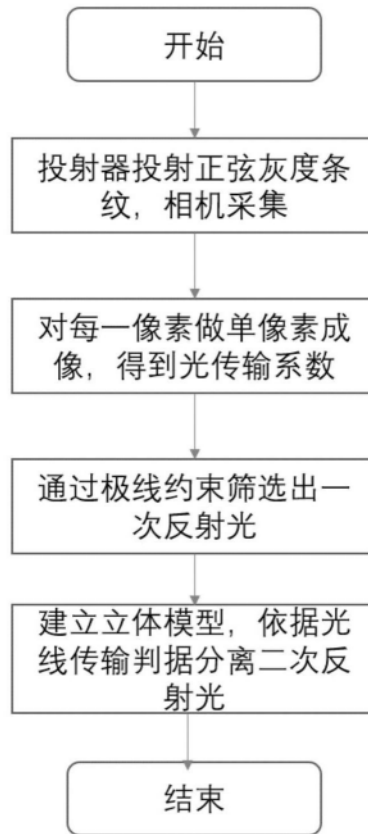 开始
投射器投射正弦灰度条
纹，相机采集
对每一像素做单像素成
像，得到光传输系数
通过极线约束筛选出一
次反射光
建立立体模型，依据光
线传输判据分离二次反
射光
结束